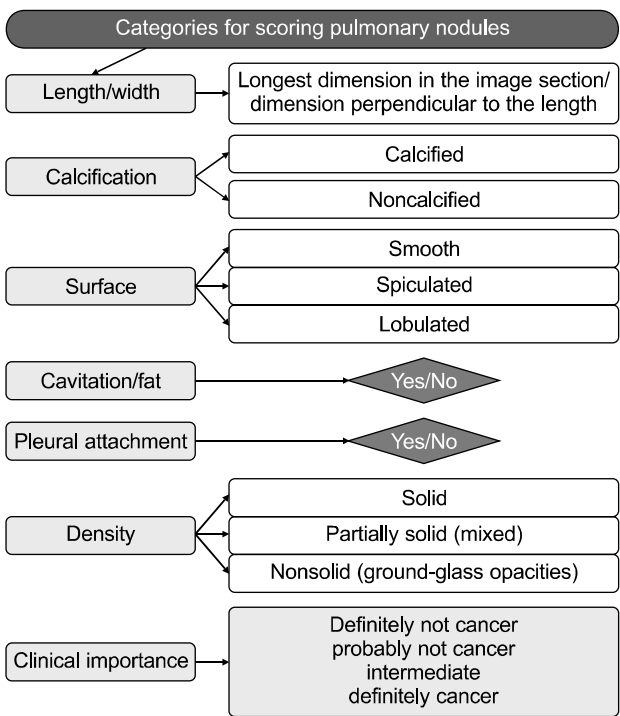 Categories for scoring pulmonary nodules
Length/width
Longest dimension in the image section/
dimension perpendicular to the length
Calcification
Calcified
Noncalcified
Surface
Smooth
Spiculated
Lobulated
Cavitation/fat
Yes/No
Pleural attachment
Yes/No
Density
Solid
Partially solid (mixed)
Nonsolid (ground-glass opacities)
Clinical importance
Definitely not cancer
probably not cancer
intermediate
definitely cancer